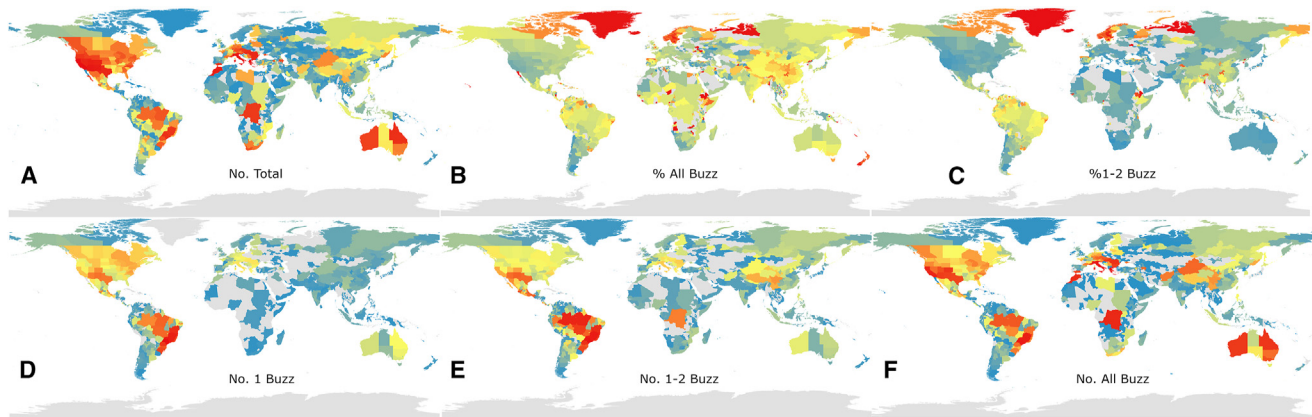 A
No. Total
B
% All Buzz
C
%1-2 Buzz
D
No. 1 Buzz
E
No. 1-2 Buzz
F
No. All Buzz